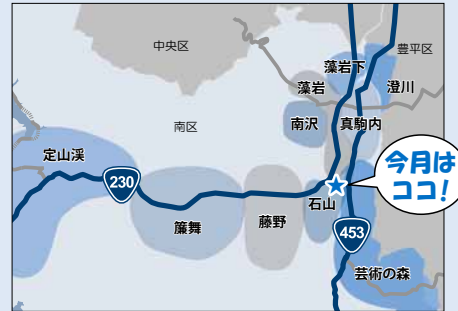 中央区
豊平区
藻岩下
藻岩
澄川
南区
南沢
真駒内
定山渓
今月は
ココ!
230
石山
簾舞
藤野
453
芸術の森